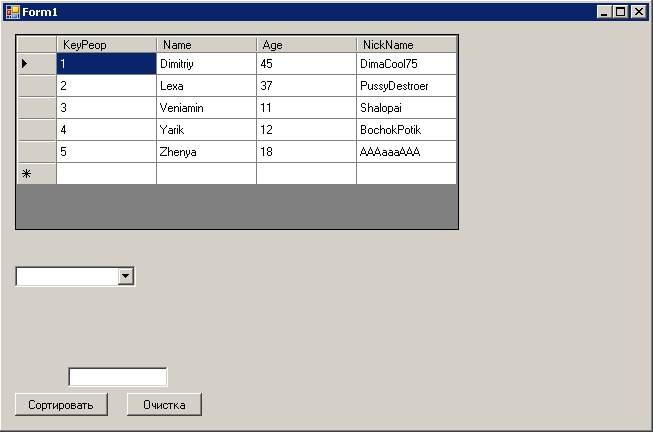 Form1
KeyPeop Name Age NickName
1 Dimitriy 45 DimaCool75
2 Lexa 37 PussyDestroer
3 Veniamin 11 Shalopai
4 Yarik 12 BochokPotik
5 Zhenya 18 AAAaaaAAA
Сортировать Очистка